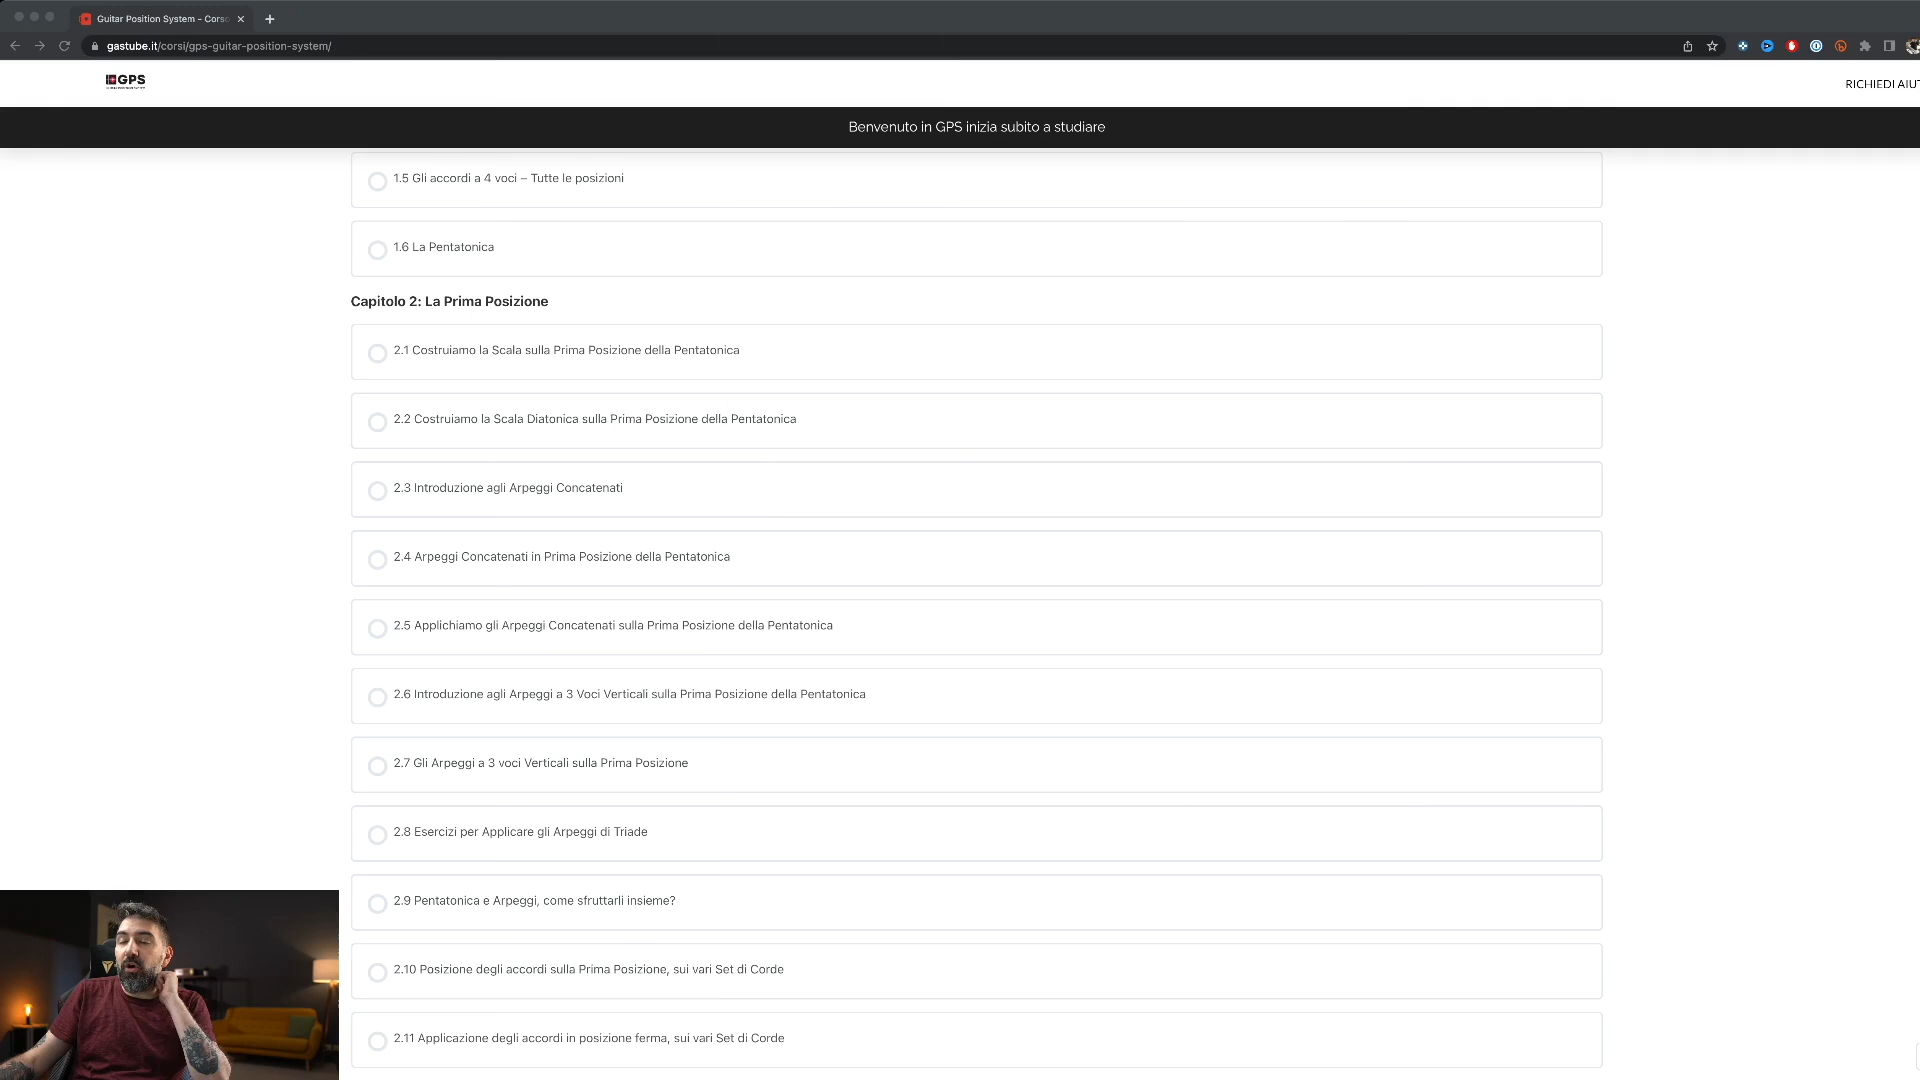 Guitar Position System - Corso
gastube.it/corsi/gps-guitar-position-system/
GPS
RICHIEDI AIUT
Benvenuto in GPS inizia subito a studiare
1.5 Gli accordi a 4 voci – Tutte le posizioni
1.6 La Pentatonica
Capitolo 2: La Prima Posizione
2.1 Costruiamo la Scala sulla Prima Posizione della Pentatonica
2.2 Costruiamo la Scala Diatonica sulla Prima Posizione della Pentatonica
2.3 Introduzione agli Arpeggi Concatenati
2.4 Arpeggi Concatenati in Prima Posizione della Pentatonica
2.5 Applichiamo gli Arpeggi Concatenati sulla Prima Posizione della Pentatonica
2.6 Introduzione agli Arpeggi a 3 Voci Verticali sulla Prima Posizione della Pentatonica
2.7 Gli Arpeggi a 3 voci Verticali sulla Prima Posizione
2.8 Esercizi per Applicare gli Arpeggi di Triade
2.9 Pentatonica e Arpeggi, come sfruttarli insieme?
2.10 Posizione degli accordi sulla Prima Posizione, sui vari Set di Corde
2.11 Applicazione degli accordi in posizione ferma, sui vari Set di Corde